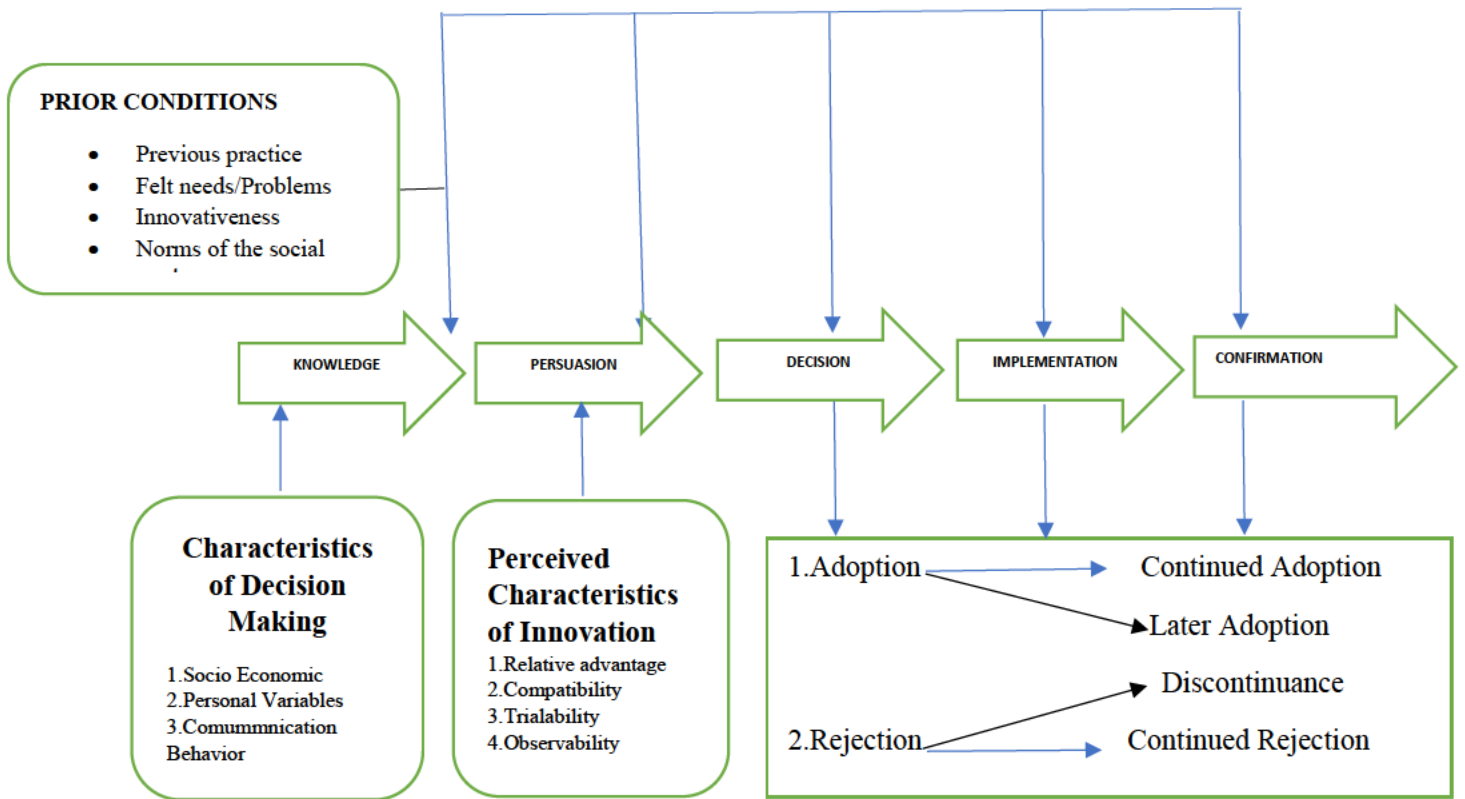 PRIOR CONDITIONS
• Previous practice
• Felt needs/Problems
• Innovativeness
• Norms of the social
KNOWLEDGE
PERSUASION
DECISION
IMPLEMENTATION
CONFIRMATION
Characteristics
of Decision
Making
1.Socio Economic
2.Personal Variables
3.Comummnication
Behavior
Perceived
Characteristics
of Innovation
1.Relative advantage
2.Compatibility
3.Trialability
4.Observability
1.Adoption
Continued Adoption
Later Adoption
Discontinuance
2.Rejection
Continued Rejection